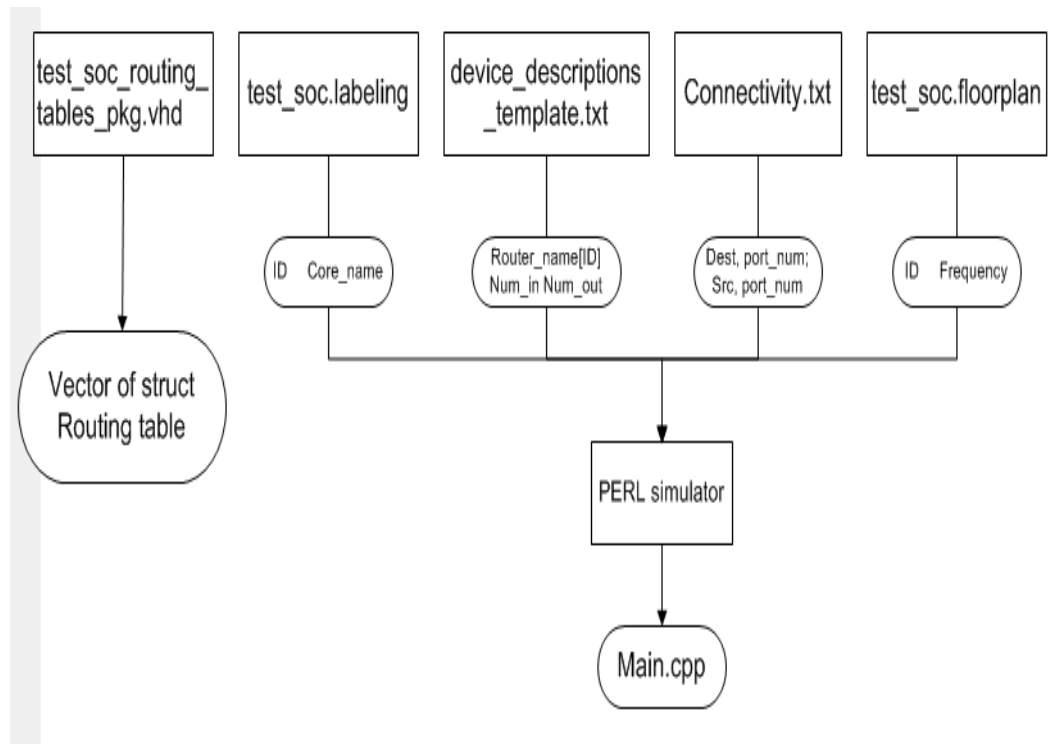 test_soc_routing_
tables_pkg.vhd
test_soc.labeling
device_descriptions
_template.txt
Connectivity.txt
test_soc.floorplan
ID Core_name
Router_name[ID]
Num_in Num_out
Dest, port_num;
Src, port_num
ID Frequency
Vector of struct
Routing table
PERL simulator
Main.cpp